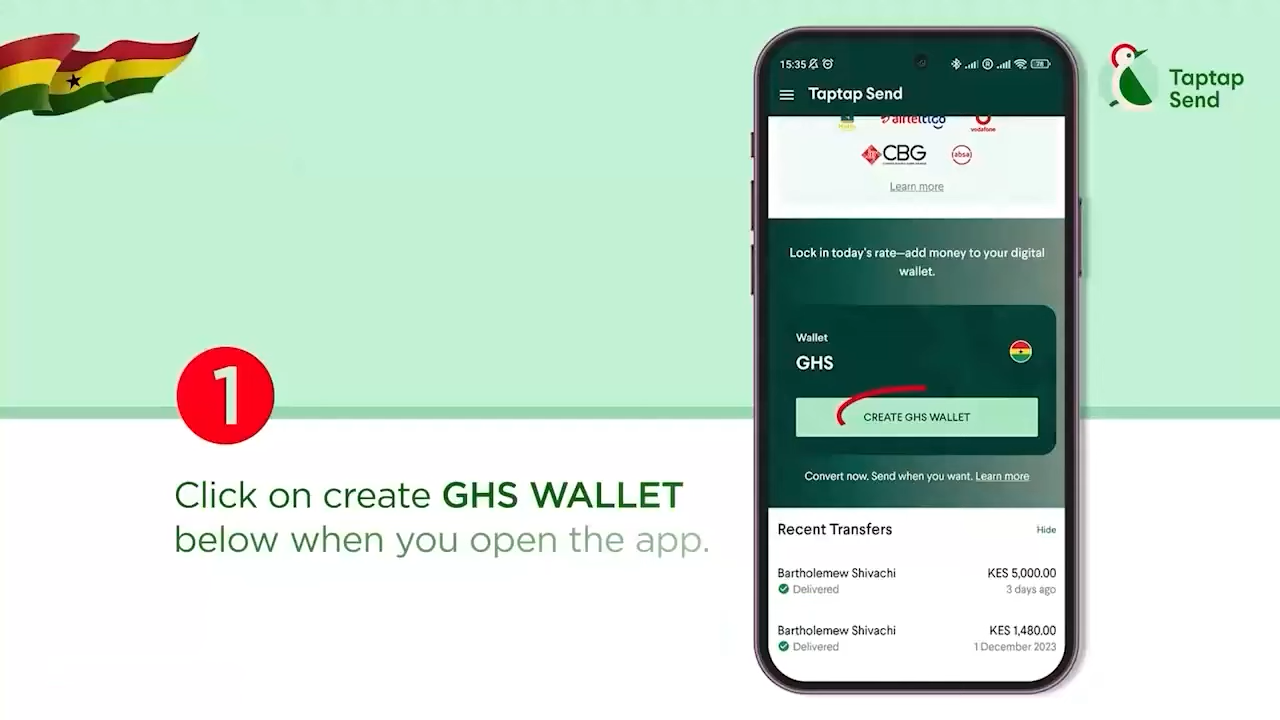 1
Click on create GHS WALLET
below when you open the app.
15:35
78
Taptap Send
airteltigo
vodafone
CBG
absa
Learn more
Lock in today's rate—add money to your digital
wallet.
Wallet
GHS
CREATE GHS WALLET
Convert now. Send when you want. Learn more
Recent Transfers
Hide
Bartholemew Shivachi
KES 5,000.00
Delivered
3 days ago
Bartholemew Shivachi
KES 1,480.00
Delivered
1 December 2023
Taptap
Send